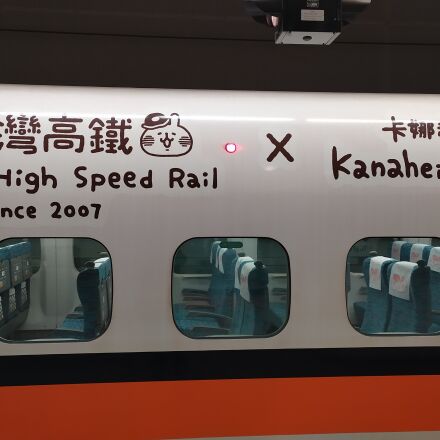 灣高鐵 × 卡娜
High Speed Rail Kanahe
nce 2007